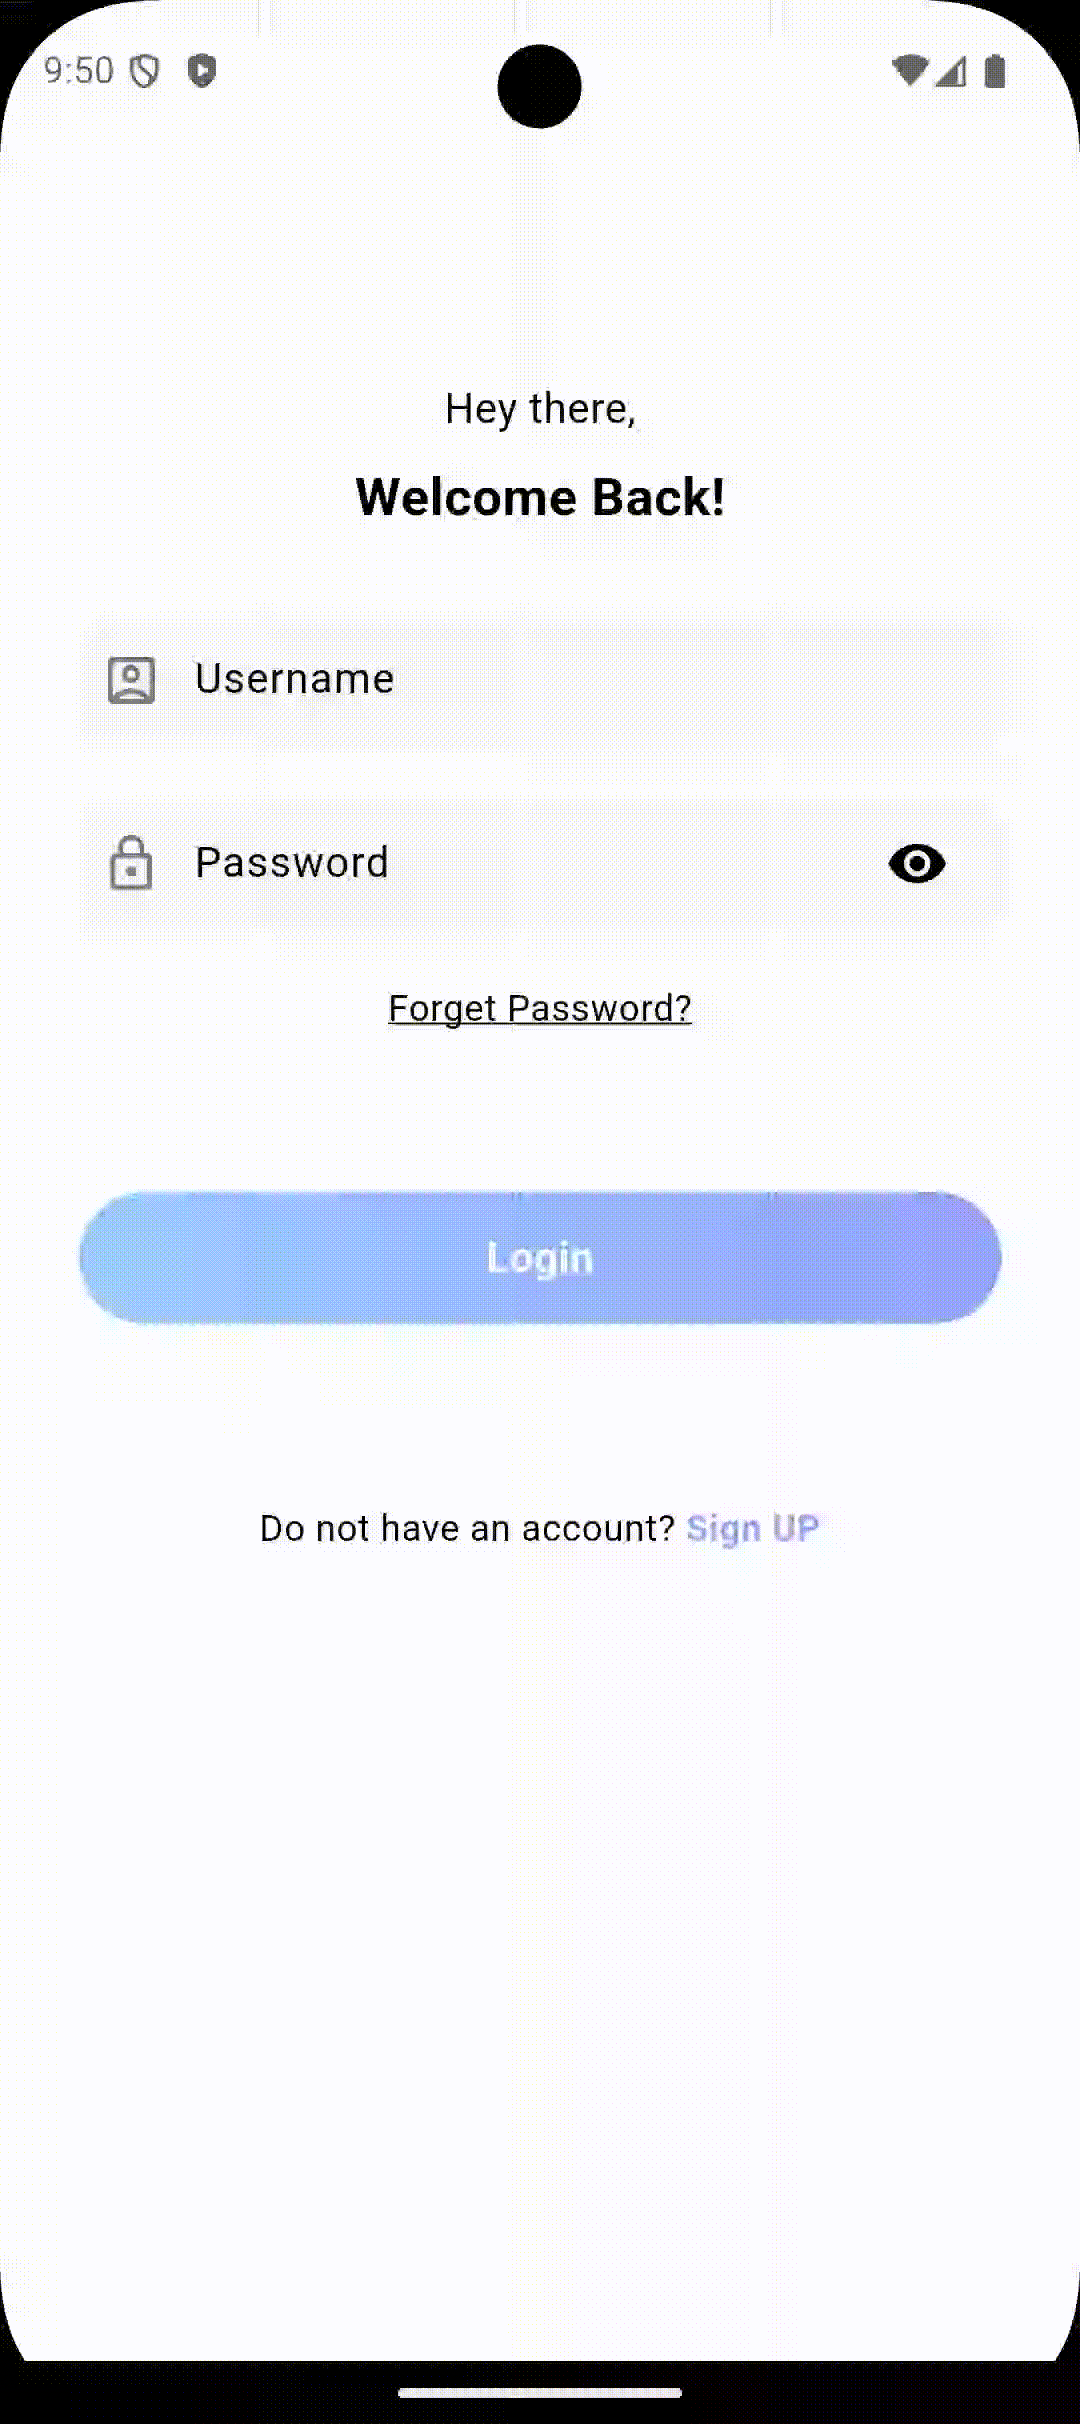 9:50
Hey there,
Welcome Back!
Username
Password
Forget Password?
Login
Do not have an account? Sign UP